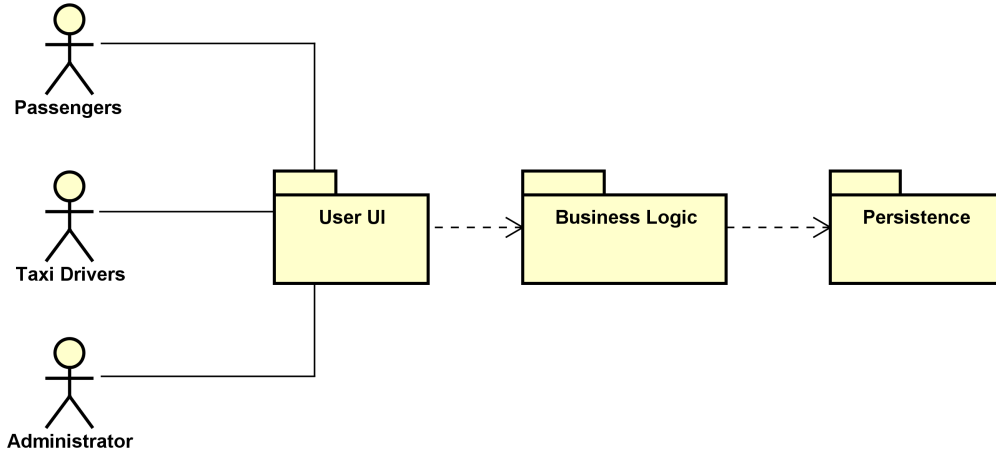 Passengers
Taxi Drivers
User UI
Business Logic
Persistence
Administrator